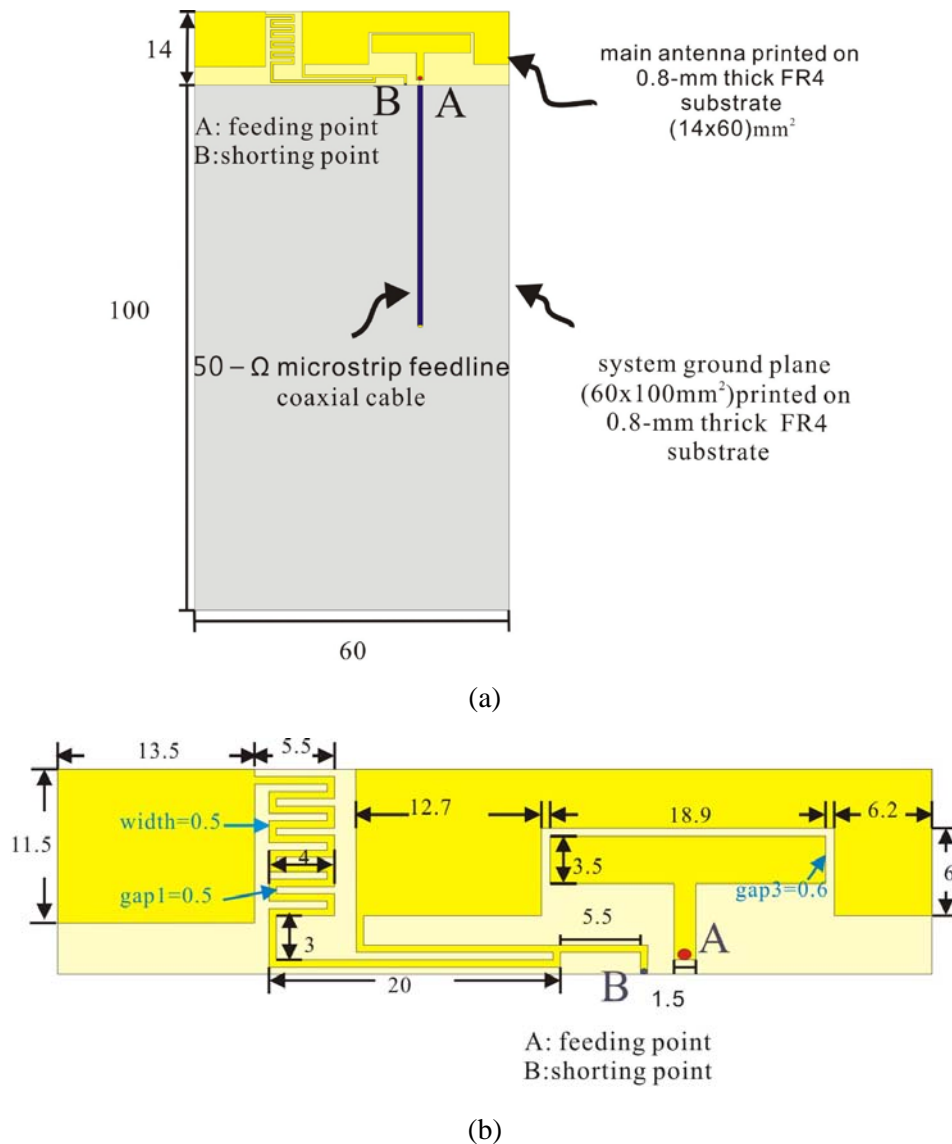 14
main antenna printed on
0.8-mm thick FR4
substrate
(14x60)mm²
B A
A: feeding point
B:shorting point
100
50 – Ω microstrip feedline
coaxial cable
system ground plane
(60x100mm²)printed on
0.8-mm thrick FR4
substrate
60
(a)
13.5
5.5
12.7
18.9
6.2
11.5
width=0.5
4
3.5
6
gap1=0.5
gap3=0.6
5.5
3
A
20
B
1.5
A: feeding point
B:shorting point
(b)